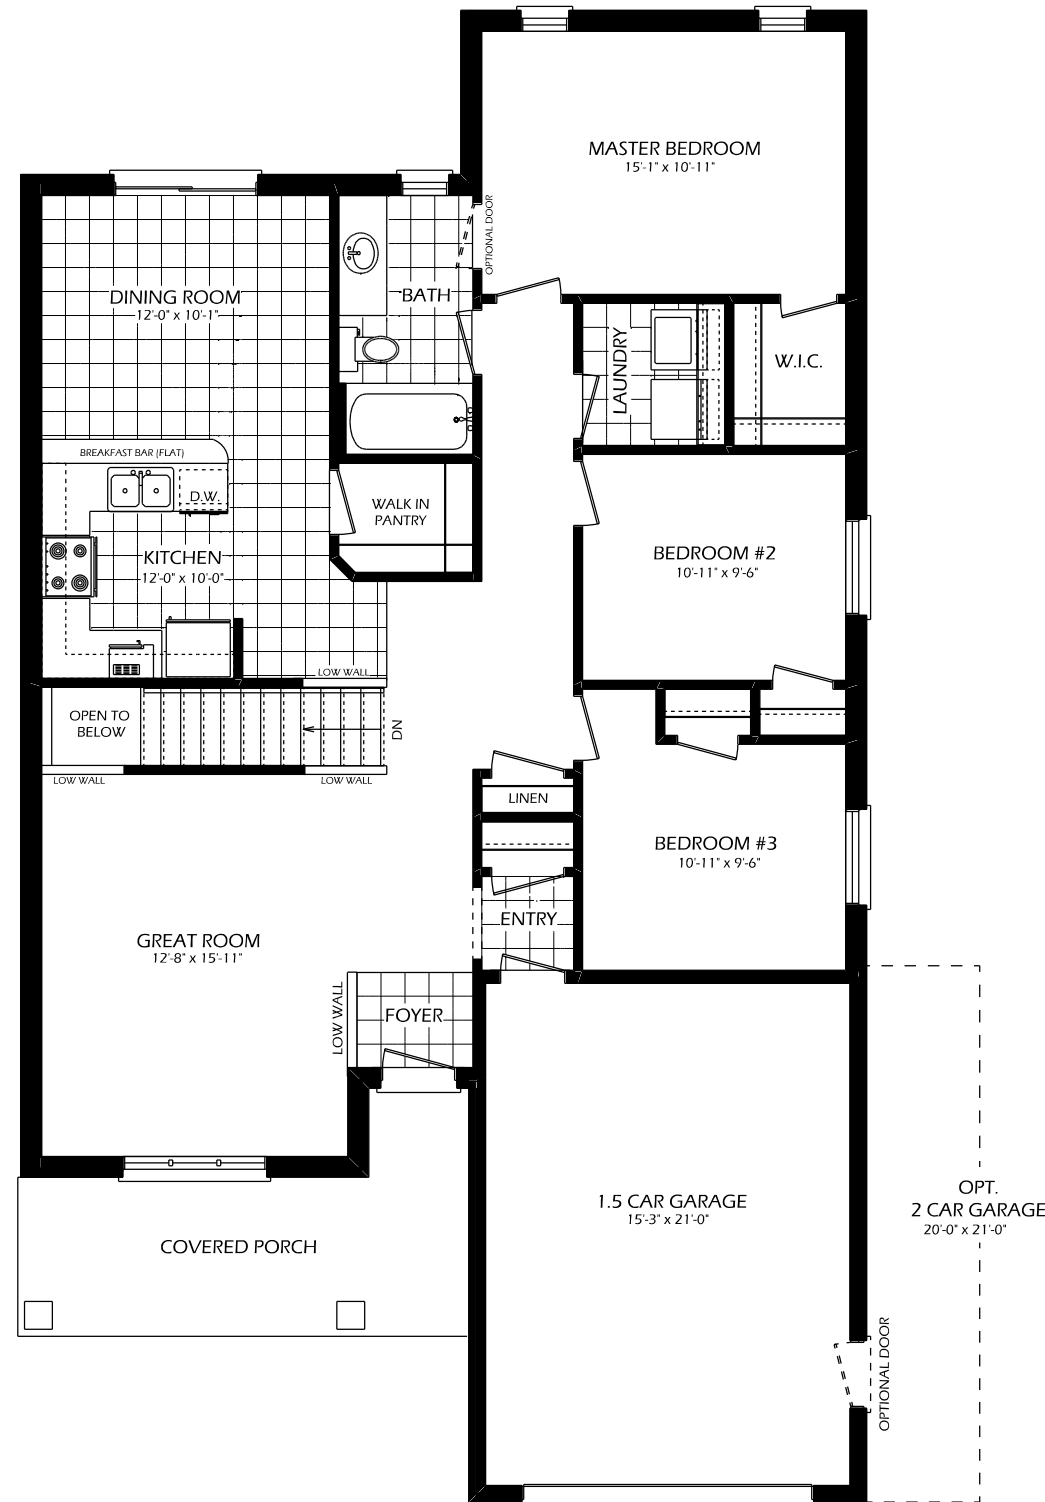 MASTER BEDROOM
15'-1" x 10'-11"
OPTIONAL DOOR
DINING ROOM
12'-0" x 10'-1"
BATH
LAUNDRY
W.I.C.
BREAKFAST BAR (FLAT)
D.W.
WALK IN
PANTRY
KITCHEN
12'-0" x 10'-0"
BEDROOM #2
10'-11" x 9'-6"
LOW WALL
OPEN TO
BELOW
DN
LOW WALL
LOW WALL
LINEN
BEDROOM #3
10'-11" x 9'-6"
ENTRY
GREAT ROOM
12'-8" x 15'-11"
LOW WALL
FOYER
1.5 CAR GARAGE
15'-3" x 21'-0"
OPT.
2 CAR GARAGE
20'-0" x 21'-0"
COVERED PORCH
OPTIONAL DOOR